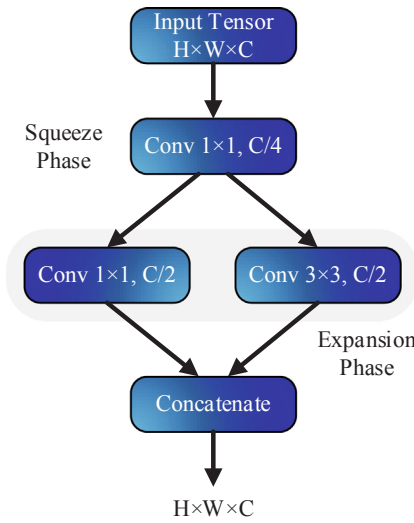 Input Tensor
H×W×C
Squeeze
Phase
Conv 1×1, C/4
Conv 1×1, C/2
Conv 3×3, C/2
Expansion
Phase
Concatenate
H×W×C